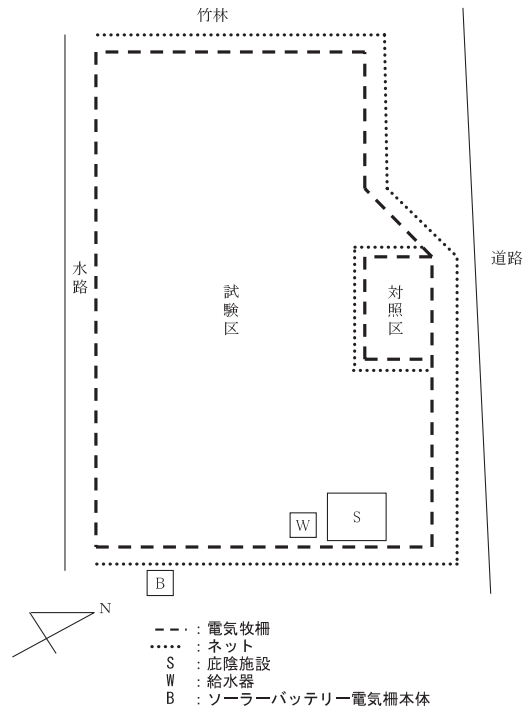 竹林
水路
道路
試験区
対照区
W
S
B
N
：電気牧柵
：ネット
S ：庇陰施設
W ：給水器
B ：ソーラーバッテリー電気柵本体